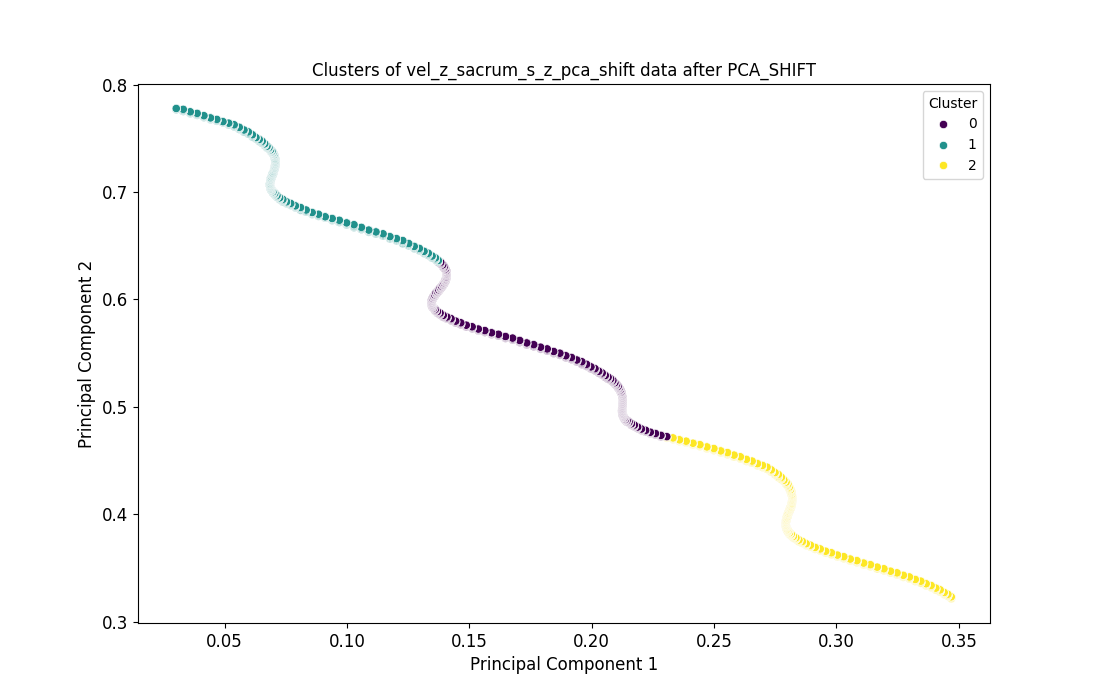 Clusters of vel_z_sacrum_s_z_pca_shift data after PCA_SHIFT
Cluster
0
1
2
Principal Component 2
0.8
0.7
0.6
0.5
0.4
0.3
0.05 0.10 0.15 0.20 0.25 0.30 0.35
Principal Component 1